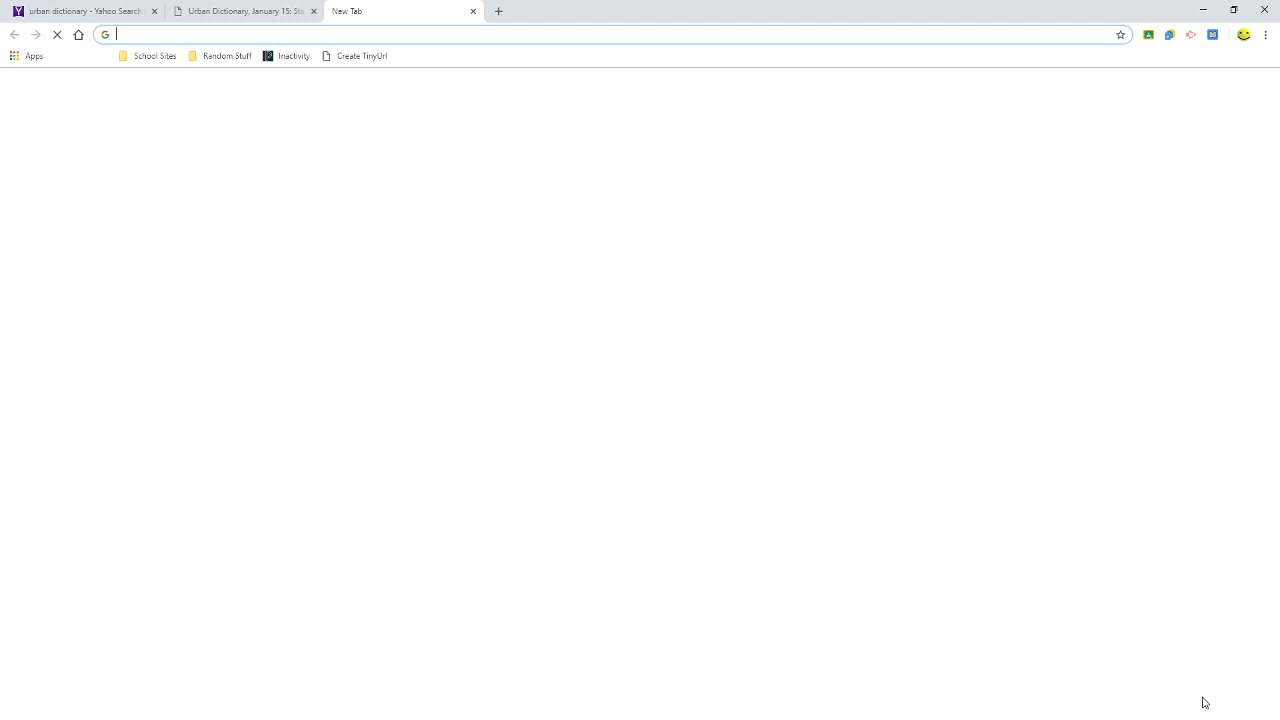 urban dictionary - Yahoo Search
Urban Dictionary, January 15: Sta
New Tab
Apps
School Sites
Random Stuff
Inactivity
Create TinyUrl